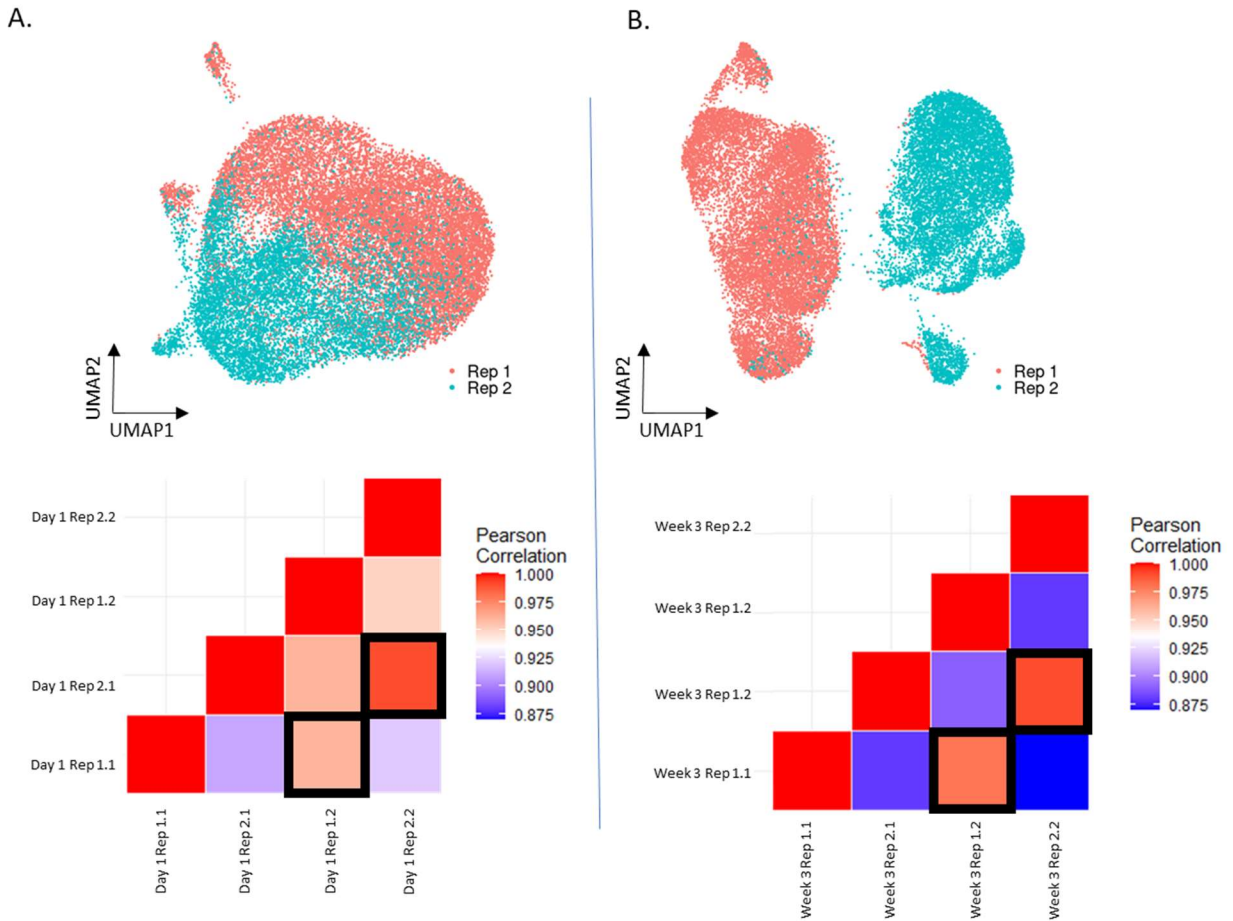 A.
B.
UMAP2
UMAP1
Rep 1
Rep 2
UMAP2
UMAP1
Rep 1
Rep 2
Day 1 Rep 2.2
Day 1 Rep 1.2
Day 1 Rep 2.1
Day 1 Rep 1.1
Day 1 Rep 1.1
Day 1 Rep 2.1
Day 1 Rep 1.2
Day 1 Rep 2.2
Pearson
Correlation
1.000
0.975
0.950
0.925
0.900
0.875
Week 3 Rep 2.2
Week 3 Rep 1.2
Week 3 Rep 1.2
Week 3 Rep 1.1
Week 3 Rep 1.1
Week 3 Rep 2.1
Week 3 Rep 1.2
Week 3 Rep 2.2
Pearson
Correlation
1.000
0.975
0.950
0.925
0.900
0.875